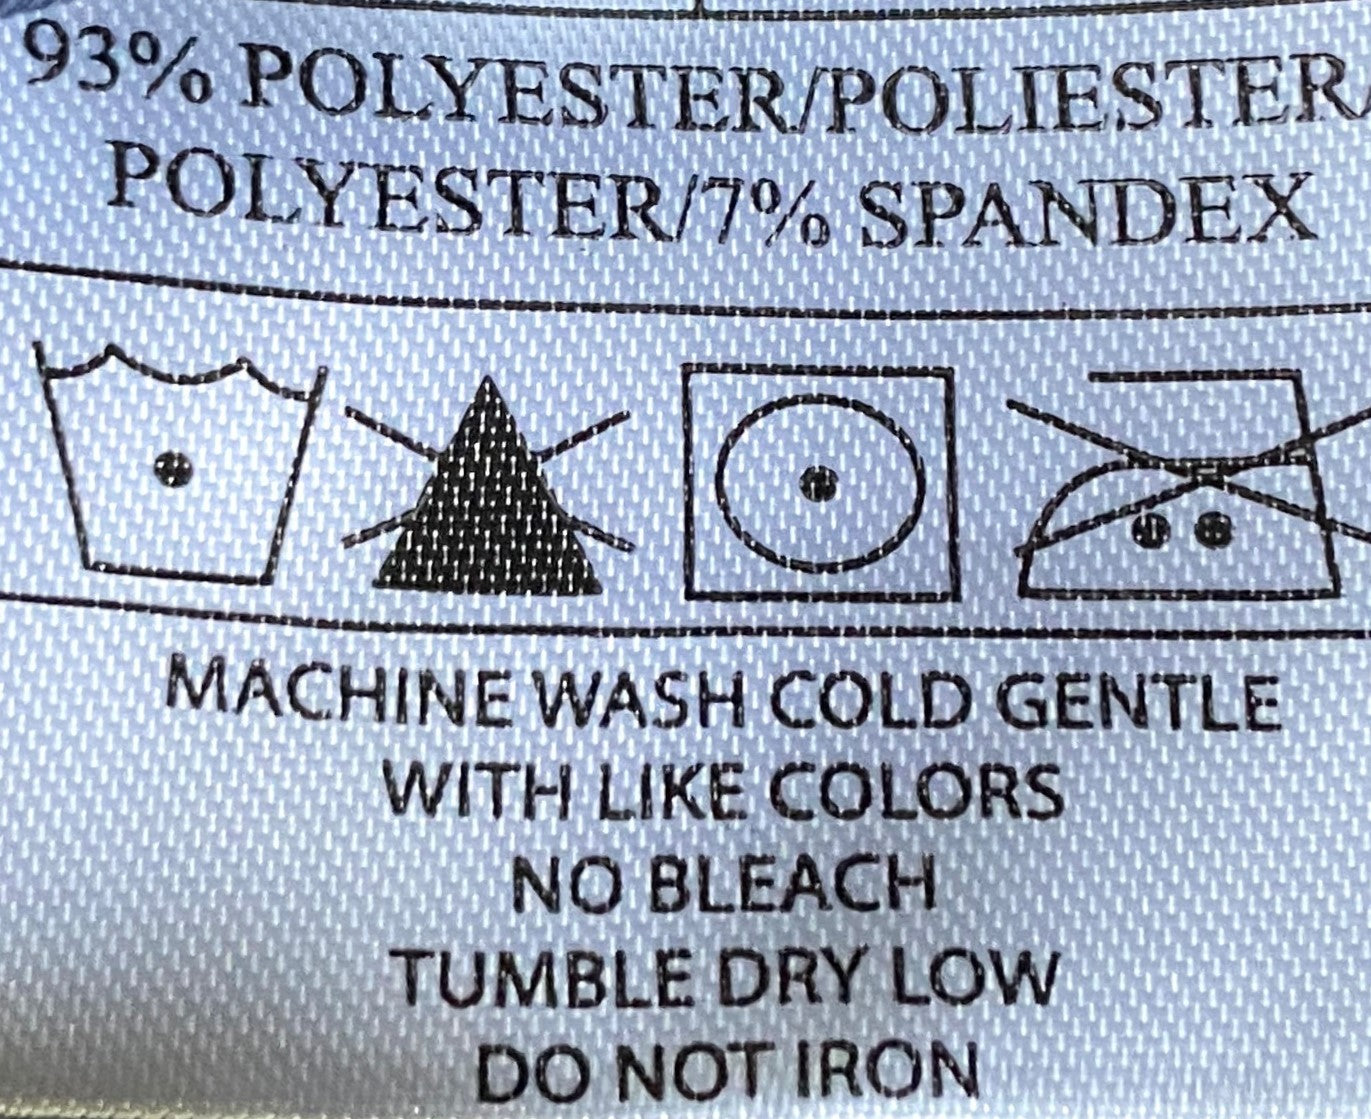 93% POLYESTER/POLIESTER/
POLYESTER/7% SPANDEX
MACHINE WASH COLD GENTLE
WITH LIKE COLORS
NO BLEACH
TUMBLE DRY LOW
DO NOT IRON